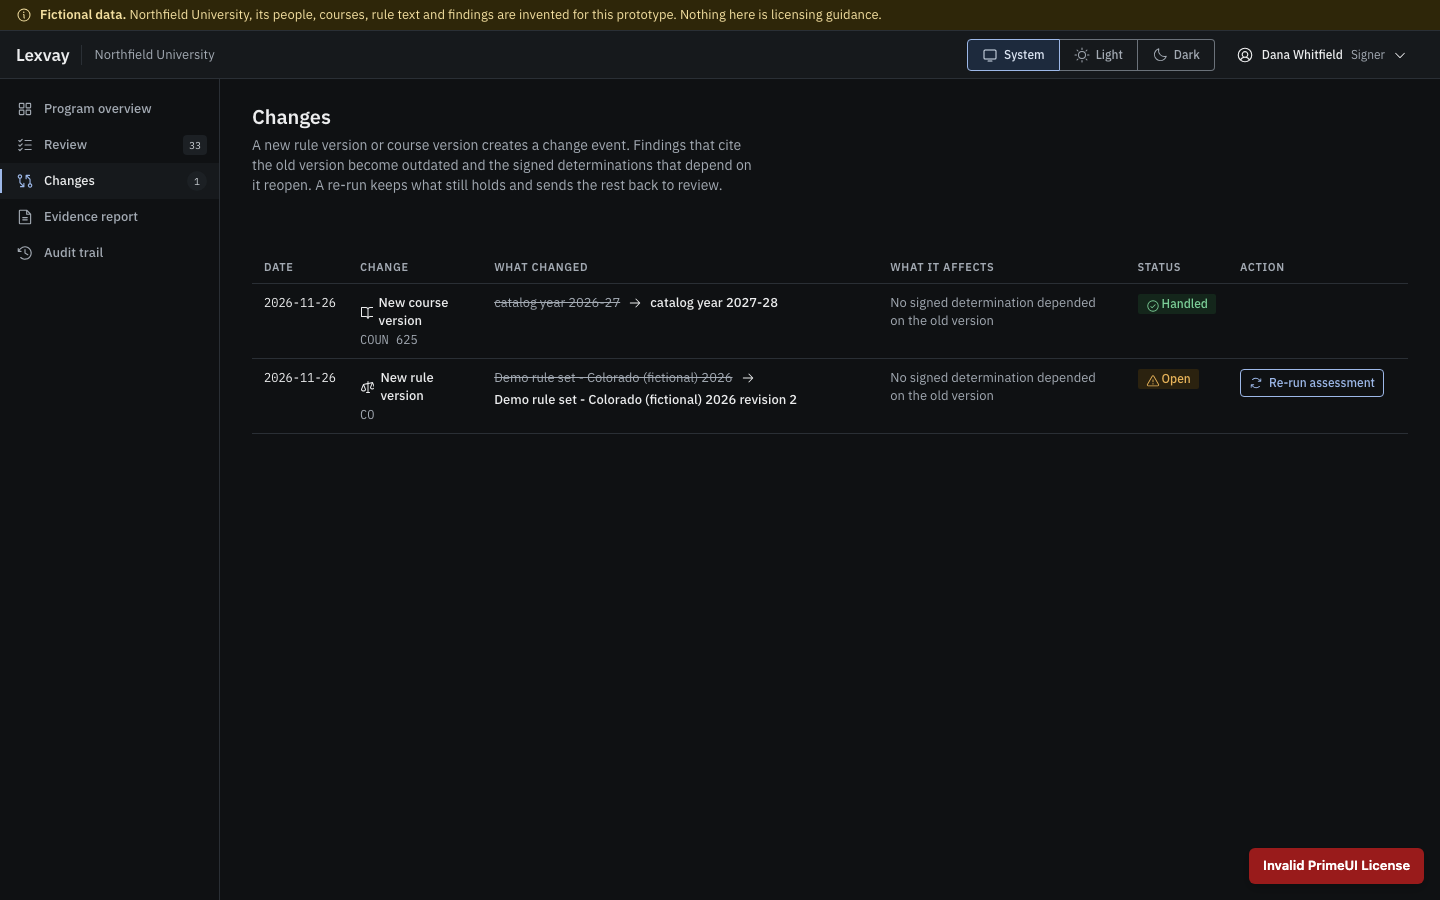 Fictional data. Northfield University, its people, courses, rule text and findings are invented for this prototype. Nothing here is licensing guidance.
Lexvay
Northfield University
System
Light
Dark
Dana Whitfield Signer
Program overview
Review
33
Changes
1
Evidence report
Audit trail
Changes
A new rule version or course version creates a change event. Findings that cite
the old version become outdated and the signed determinations that depend on
it reopen. A re-run keeps what still holds and sends the rest back to review.
DATE
CHANGE
WHAT CHANGED
WHAT IT AFFECTS
STATUS
ACTION
2026-11-26
New course
version
COUN 625
catalog year 2026-27 → catalog year 2027-28
No signed determination depended
on the old version
Handled
2026-11-26
New rule
version
CO
Demo rule set - Colorado (fictional) 2026 →
Demo rule set - Colorado (fictional) 2026 revision 2
No signed determination depended
on the old version
Open
Re-run assessment
Invalid PrimeUI License